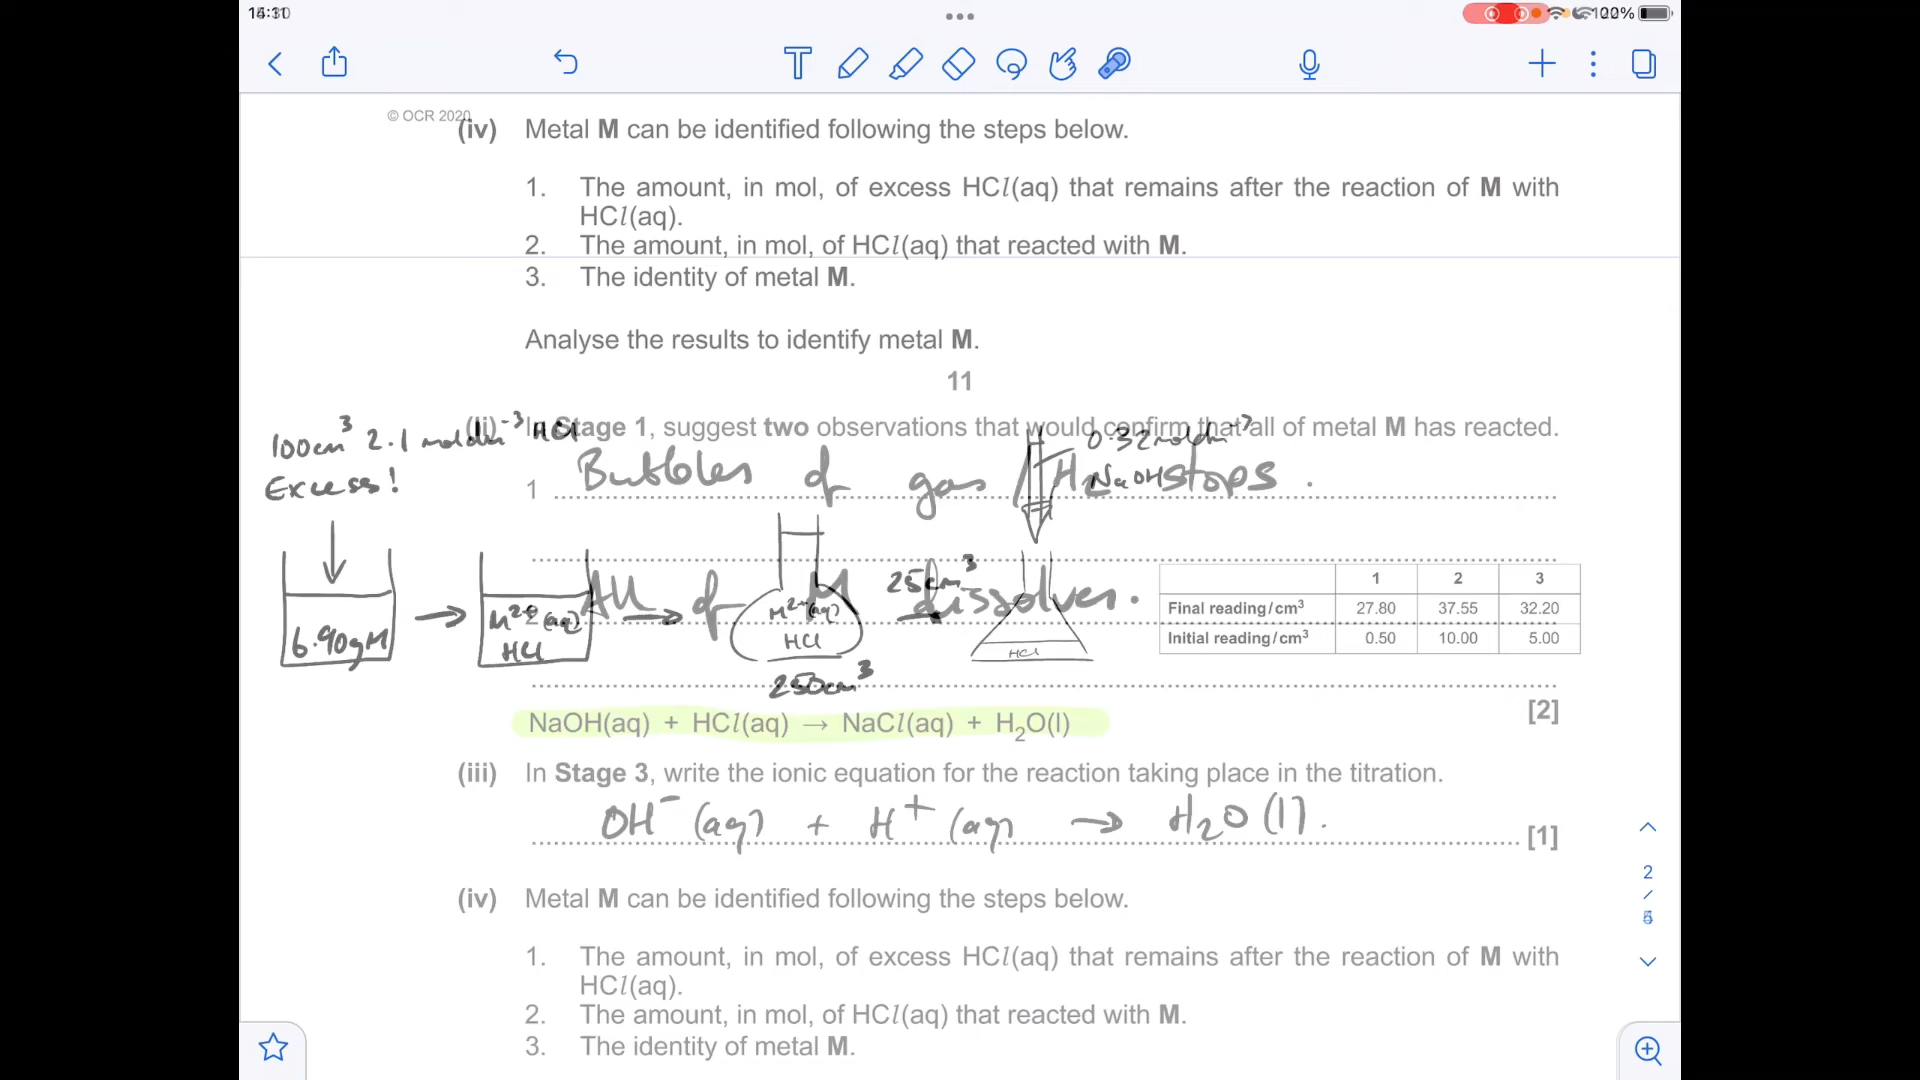 100%
© OCR 2020
(iv) Metal M can be identified following the steps below.
1. The amount, in mol, of excess HCl(aq) that remains after the reaction of M with
HCl(aq).
2. The amount, in mol, of HCl(aq) that reacted with M.
3. The identity of metal M.
Analyse the results to identify metal M.
11
(ii) In Stage 1, suggest two observations that would confirm that all of metal M has reacted.
100cm³ 2.1 moldm⁻³ HCl
Excess!
0.32moldm⁻³
NaOH
1 Bubbles of gas / H₂ stops.
All of M dissolves.
6.90gM
M²⁺(aq)
HCl
M²⁺(aq)
HCl
250cm³
25cm³
HCl
1 2 3
Final reading/cm³ 27.80 37.55 32.20
Initial reading/cm³ 0.50 10.00 5.00
[2]
NaOH(aq) + HCl(aq) → NaCl(aq) + H₂O(l)
(iii) In Stage 3, write the ionic equation for the reaction taking place in the titration.
OH⁻(aq) + H⁺(aq) → H₂O(l).
[1]
(iv) Metal M can be identified following the steps below.
1. The amount, in mol, of excess HCl(aq) that remains after the reaction of M with
HCl(aq).
2. The amount, in mol, of HCl(aq) that reacted with M.
3. The identity of metal M.
2
/